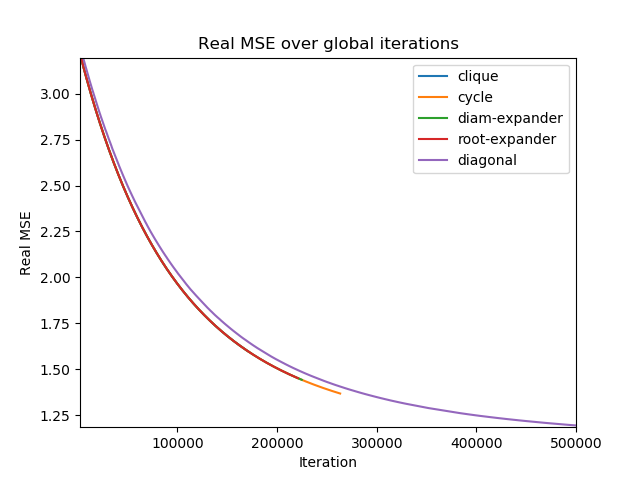 Real MSE over global iterations
clique
cycle
diam-expander
root-expander
diagonal
3.00
2.75
2.50
2.25
2.00
1.75
1.50
1.25
Real MSE
100000 200000 300000 400000 500000
Iteration